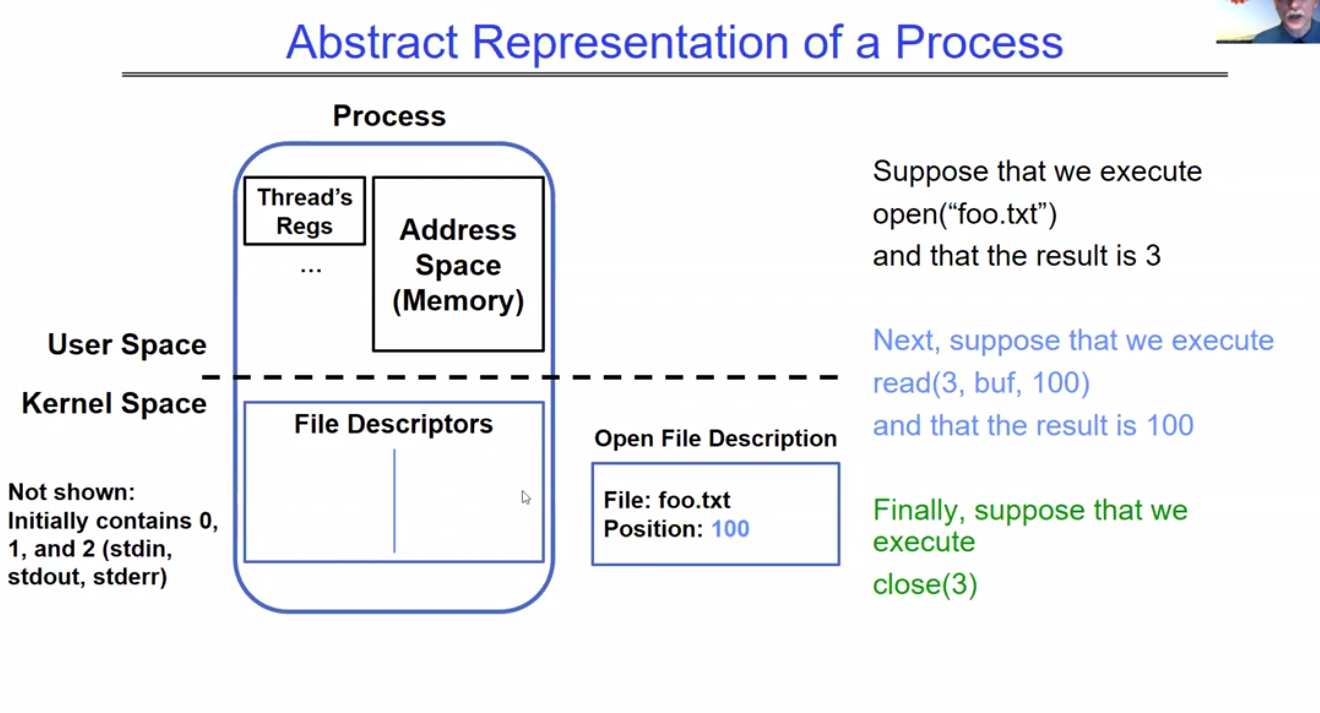 Abstract Representation of a Process
Process
Thread’s
Regs
...
Address
Space
(Memory)
User Space
Kernel Space
File Descriptors
Not shown:
Initially contains 0,
1, and 2 (stdin,
stdout, stderr)
Open File Description
File: foo.txt
Position: 100
Suppose that we execute
open(“foo.txt”)
and that the result is 3
Next, suppose that we execute
read(3, buf, 100)
and that the result is 100
Finally, suppose that we
execute
close(3)